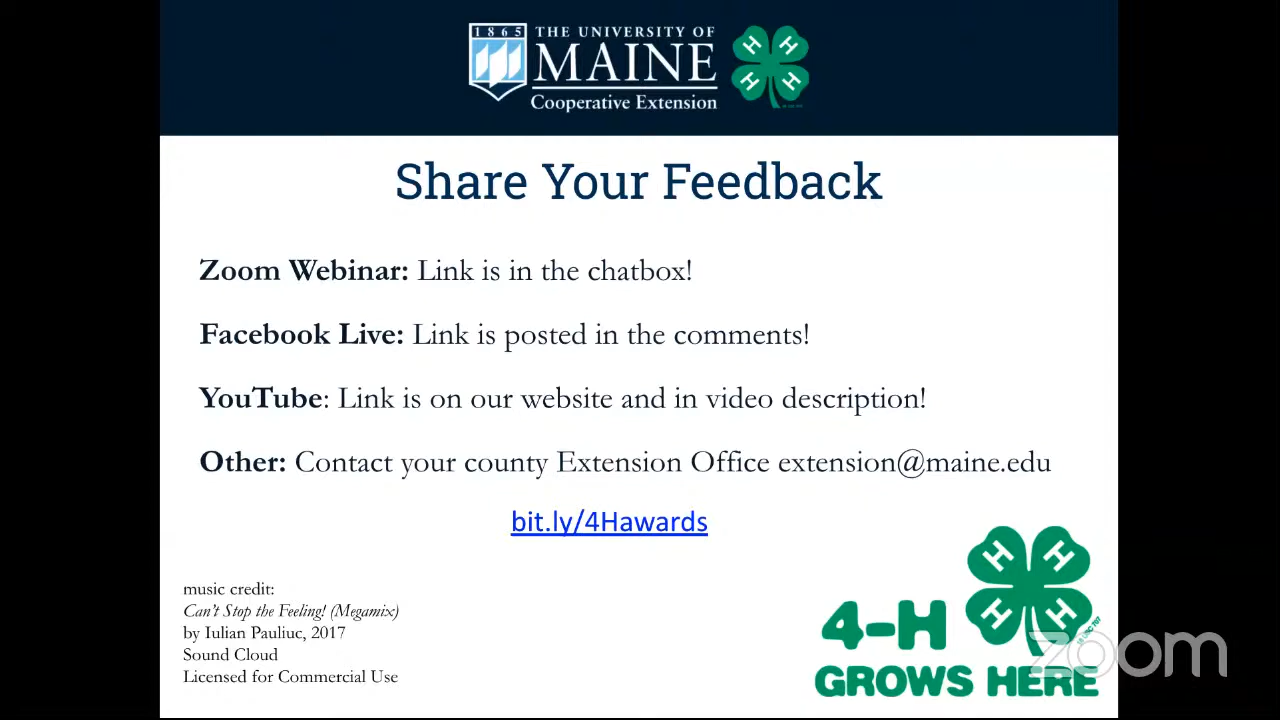 1865
THE UNIVERSITY OF
MAINE
Cooperative Extension
H H
H H
Share Your Feedback
Zoom Webinar: Link is in the chatbox!
Facebook Live: Link is posted in the comments!
YouTube: Link is on our website and in video description!
Other: Contact your county Extension Office extension@maine.edu
bit.ly/4Hawards
music credit:
Can't Stop the Feeling! (Megamix)
by Iulian Pauliuc, 2017
Sound Cloud
Licensed for Commercial Use
H H
H H
4-H
GROWS HERE
zoom